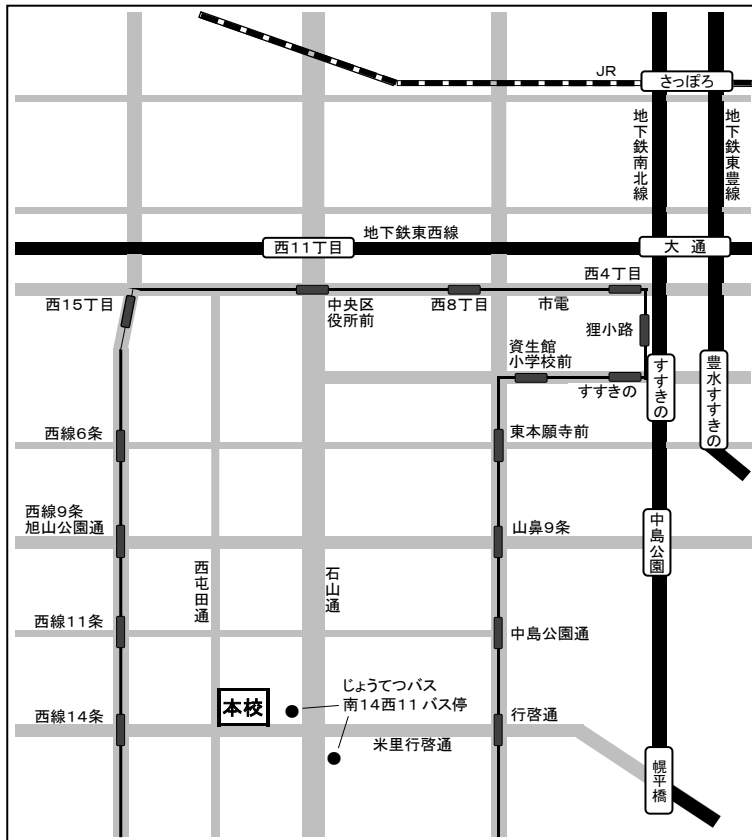 JR
さっぽろ
地下鉄南北線
地下鉄東豊線
地下鉄東西線
西11丁目
大通
西4丁目
西15丁目
中央区
役所前
西8丁目
市電
狸小路
資生館
小学校前
すすきの
すすきの
豊水すすきの
西線6条
東本願寺前
西線9条
旭山公園通
山鼻9条
中島公園
西屯田通
石山通
西線11条
中島公園通
じょうてつバス
南14西11 バス停
本校
西線14条
行啓通
米里行啓通
幌平橋